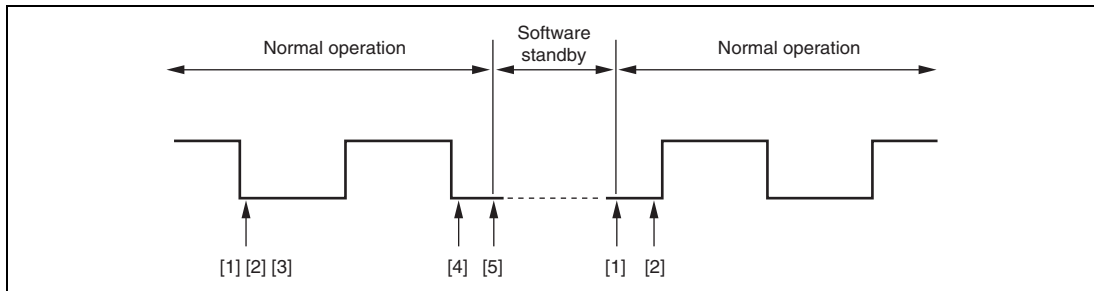 Normal operation
Software
standby
Normal operation
[1] [2] [3]
[4]
[5]
[1]
[2]